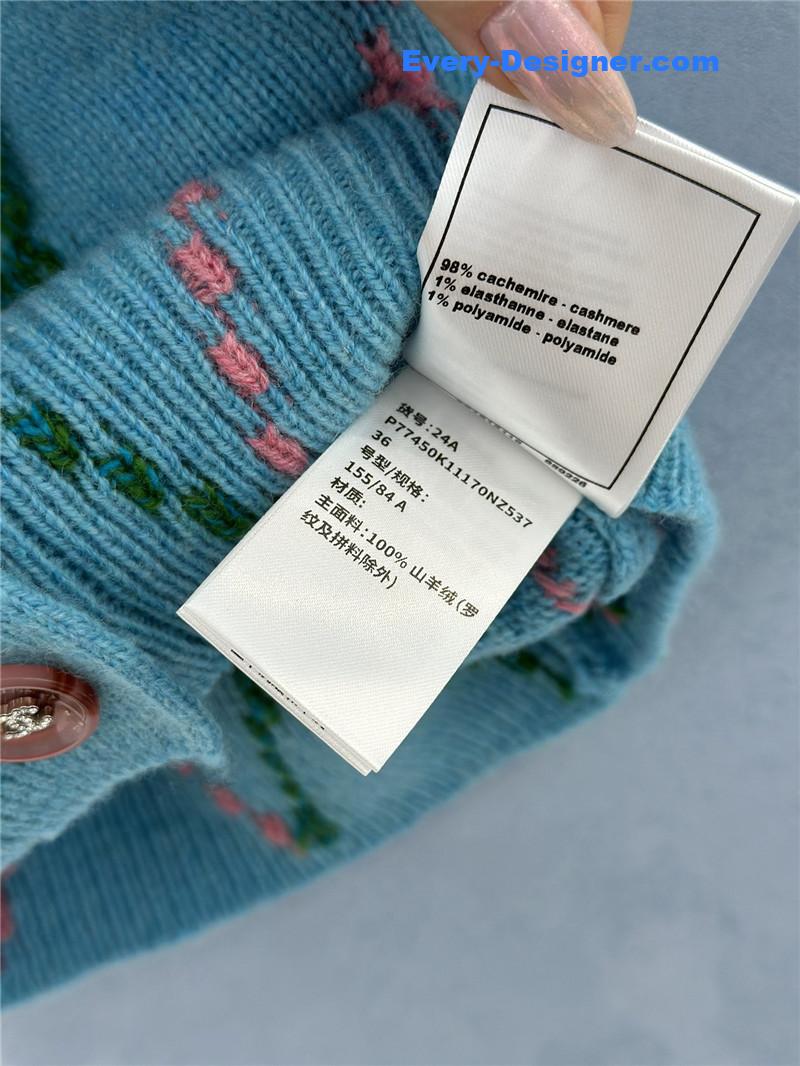 Every-Designer.com
98% cachemire - cashmere
1% elasthanne - elastane
1% polyamide - polyamide
货号:24A
P77450K11170NZ537
36
号型/规格:
155/84 A
材质:
主面料:100% 山羊绒(罗
纹及拼料除外)